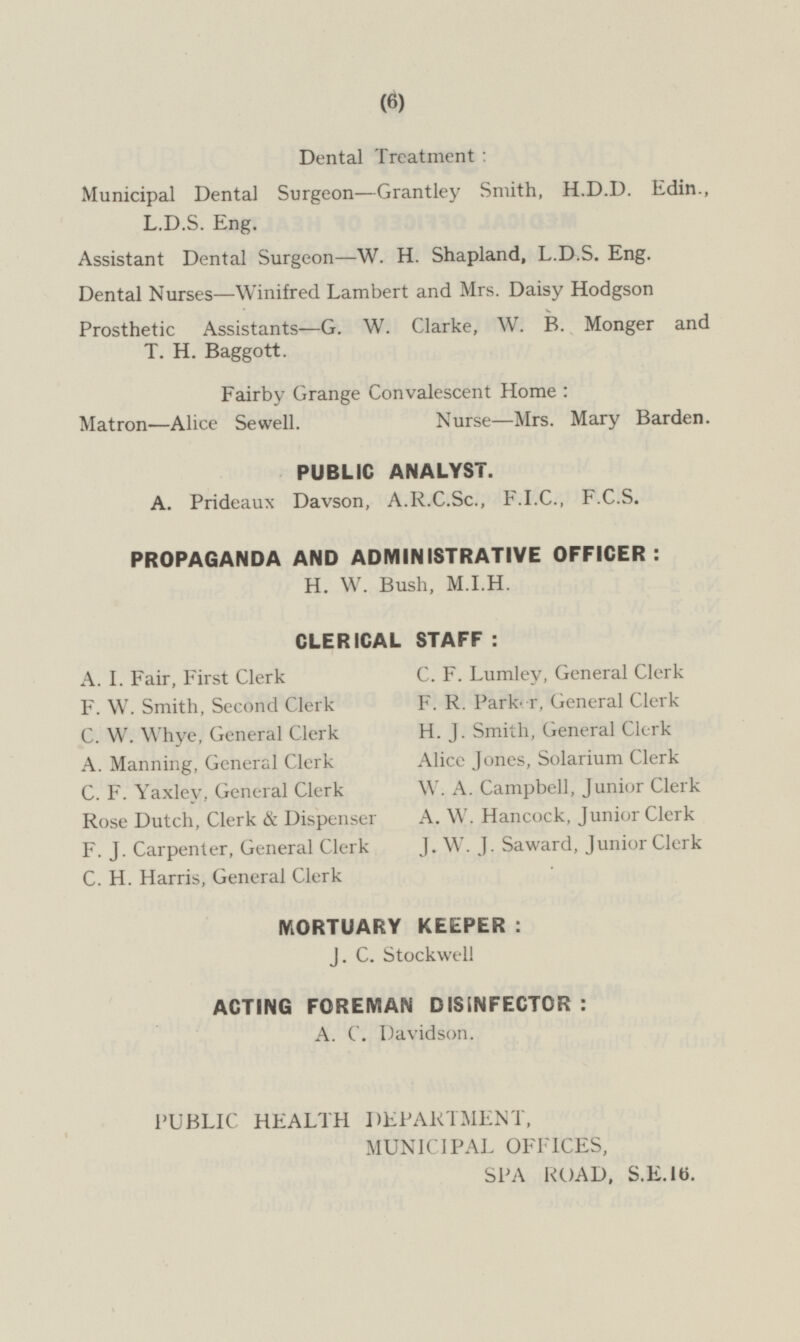 (6)
Dental Treatment :
Municipal Dental Surgeon—Grantley Smith, H.D.D. Edin.,
L.D.S. Eng.
Assistant Dental Surgeon—W. H. Shapland, L.D.S. Eng.
Dental Nurses—Winifred Lambert and Mrs. Daisy Hodgson
Prosthetic Assistants—G. W. Clarke, W. B. Monger and
T. H. Baggott.
Fairby Grange Convalescent Home :
Matron—Alice Sewell. Nurse—Mrs. Mary Barden.
PUBLIC ANALYST.
A. Prideaux Davson, A.R.C.Sc., F.I.C., F.C.S.
PROPAGANDA AND ADMINISTRATIVE OFFICER :
H. W. Bush, M.I.H.
CLERICAL STAFF :
A. I. Fair, First Clerk
F. W. Smith, Second Clerk
C. W. Whye, General Clerk
A. Manning, General Clerk
C. F. Yaxley, General Clerk
Rose Dutch, Clerk & Dispenser
F. J. Carpenter, General Clerk
C. H. Harris, General Clerk
C. F. Lumley, General Clerk
F. R. Parker, General Clerk
H. J. Smith, General Clerk
Alice Jones, Solarium Clerk
W. A. Campbell, Junior Clerk
A. W. Hancock, Junior Clerk
J. W. J. Saward, Junior Clerk
MORTUARY KEEPER :
J. C. Stockwell
ACTING FOREMAN DISINFECTOR :
A. C. Davidson.
PUBLIC HEALTH DEPARTMENT,
MUNICIPAL OFFICES,
SPA ROAD, S.E.16.